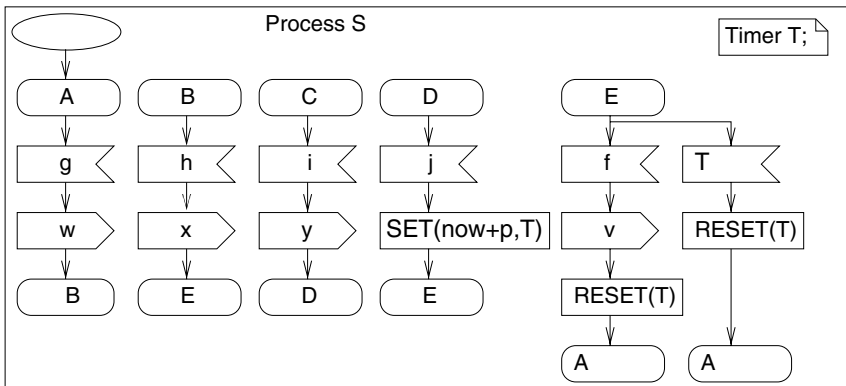 Process S
Timer T;
A B C D E
g h i j f T
w x y SET(now+p,T) v RESET(T)
B E D E RESET(T)
A A